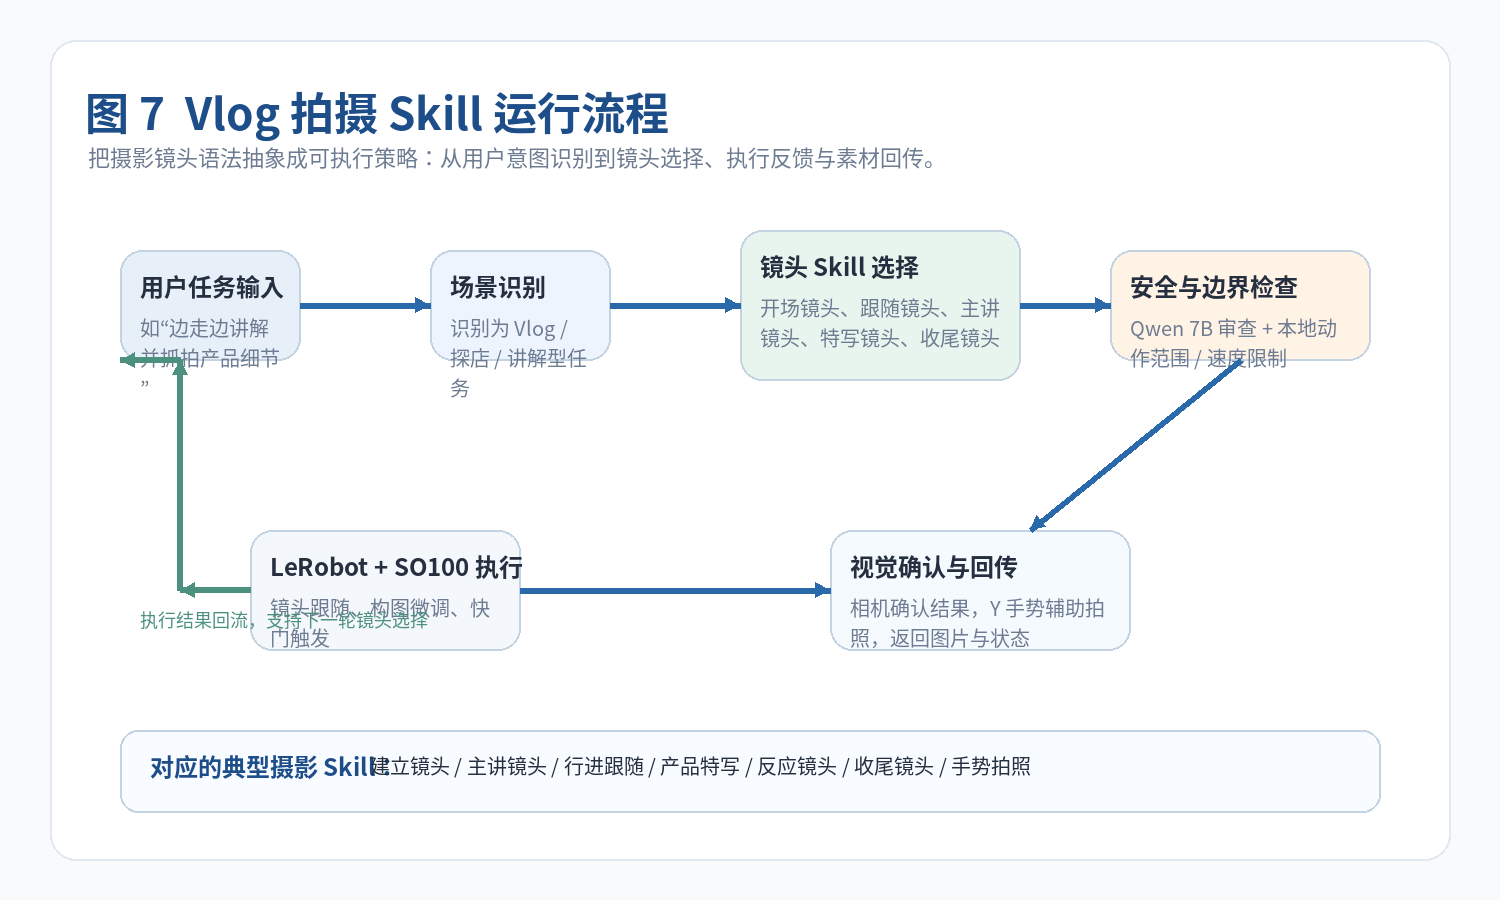 图 7 Vlog 拍摄 Skill 运行流程
把摄影镜头语法抽象成可执行策略：从用户意图识别到镜头选择、执行反馈与素材回传。
用户任务输入
如“边走边讲解
并抓拍产品细节
”
场景识别
识别为 Vlog /
探店 / 讲解型任
务
镜头 Skill 选择
开场镜头、跟随镜头、主讲
镜头、特写镜头、收尾镜头
安全与边界检查
Qwen 7B 审查 + 本地动
作范围 / 速度限制
LeRobot + SO100 执行
镜头跟随、构图微调、快
门触发
执行结果回流，支持下一轮镜头选择
视觉确认与回传
相机确认结果，Y 手势辅助拍
照，返回图片与状态
对应的典型摄影 Skill：
建立镜头 / 主讲镜头 / 行进跟随 / 产品特写 / 反应镜头 / 收尾镜头 / 手势拍照